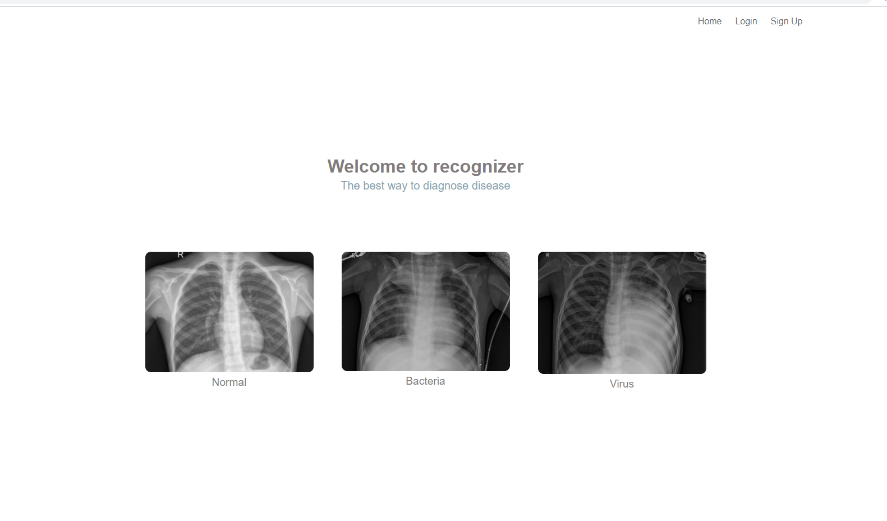 Home Login Sign Up
Welcome to recognizer
The best way to diagnose disease
R
Normal
Bacteria
Virus